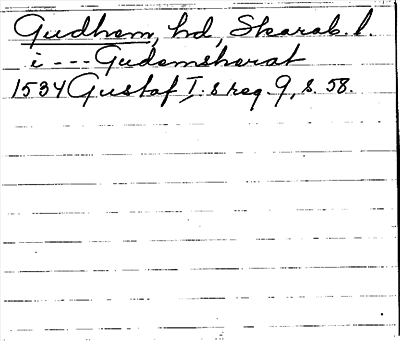 Gudhem, hd, Skarab. l.
i --- Gudemsherat
1534 Gustaf I:s reg. 9, s. 58.